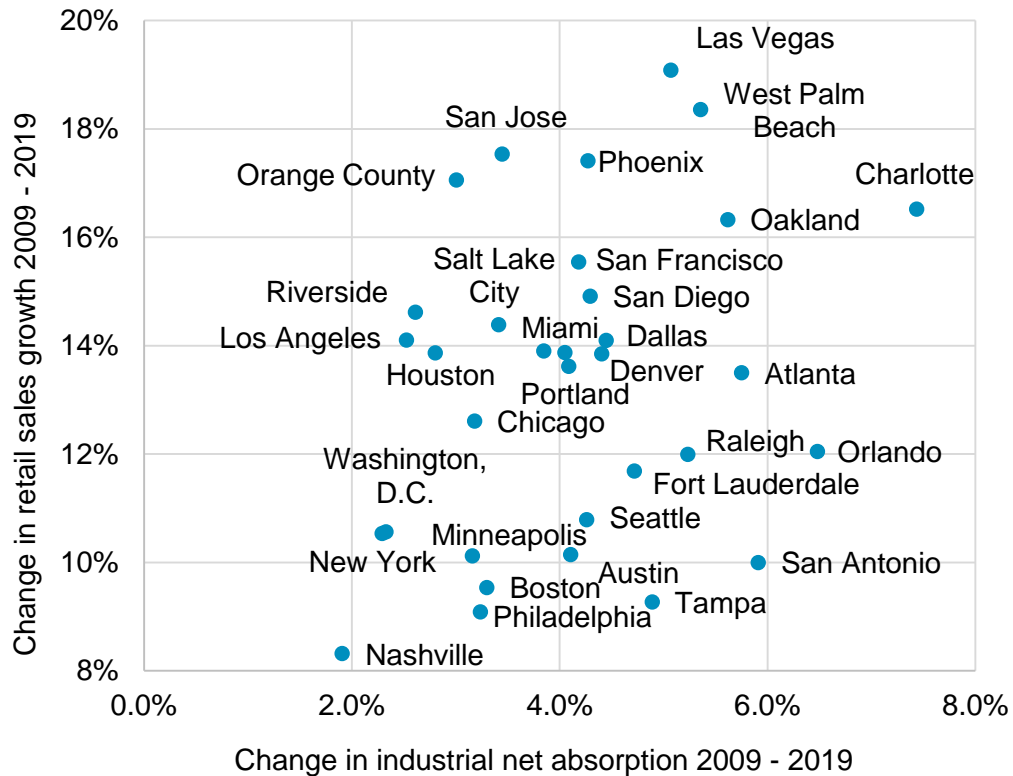 20%
Las Vegas
West Palm
Beach
18%
San Jose
Phoenix
Orange County
Charlotte
16%
Oakland
Salt Lake
City
San Francisco
Riverside
San Diego
14%
Los Angeles
Miami
Dallas
Houston
Denver
Atlanta
Portland
Chicago
12%
Raleigh
Orlando
Washington,
D.C.
Fort Lauderdale
Seattle
Minneapolis
10%
New York
San Antonio
Austin
Boston
Tampa
Philadelphia
Nashville
8%
0.0% 2.0% 4.0% 6.0% 8.0%
Change in retail sales growth 2009 - 2019
Change in industrial net absorption 2009 - 2019